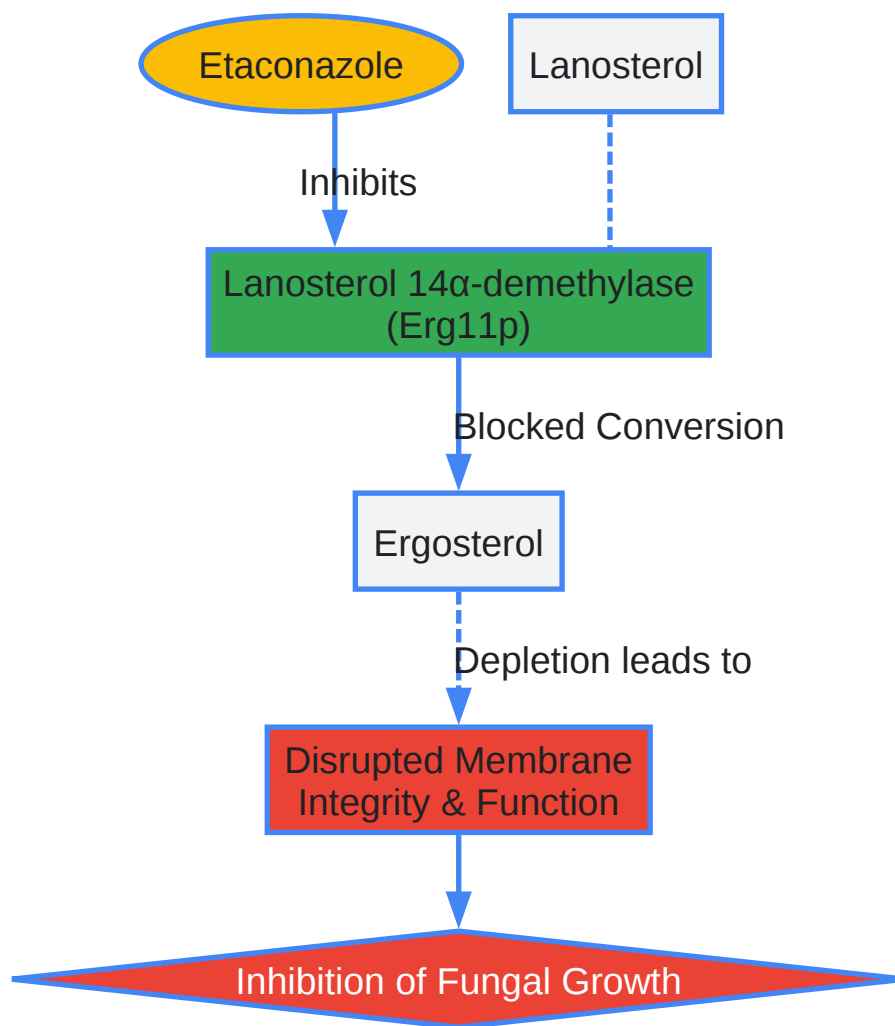 Etaconazole
Lanosterol
Inhibits
Lanosterol 14α-demethylase
(Erg11p)
Blocked Conversion
Ergosterol
Depletion leads to
Disrupted Membrane
Integrity & Function
Inhibition of Fungal Growth